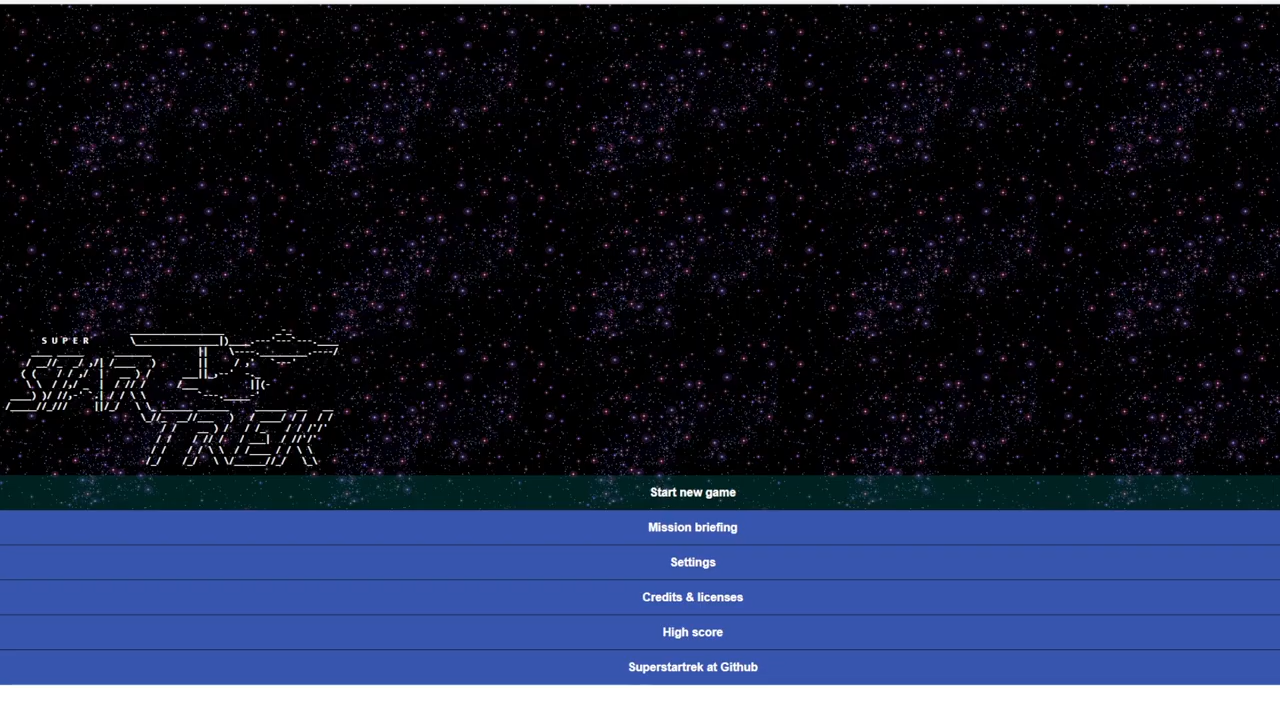 SUPER
STAR
TREK
Start new game
Mission briefing
Settings
Credits & licenses
High score
Superstartrek at Github